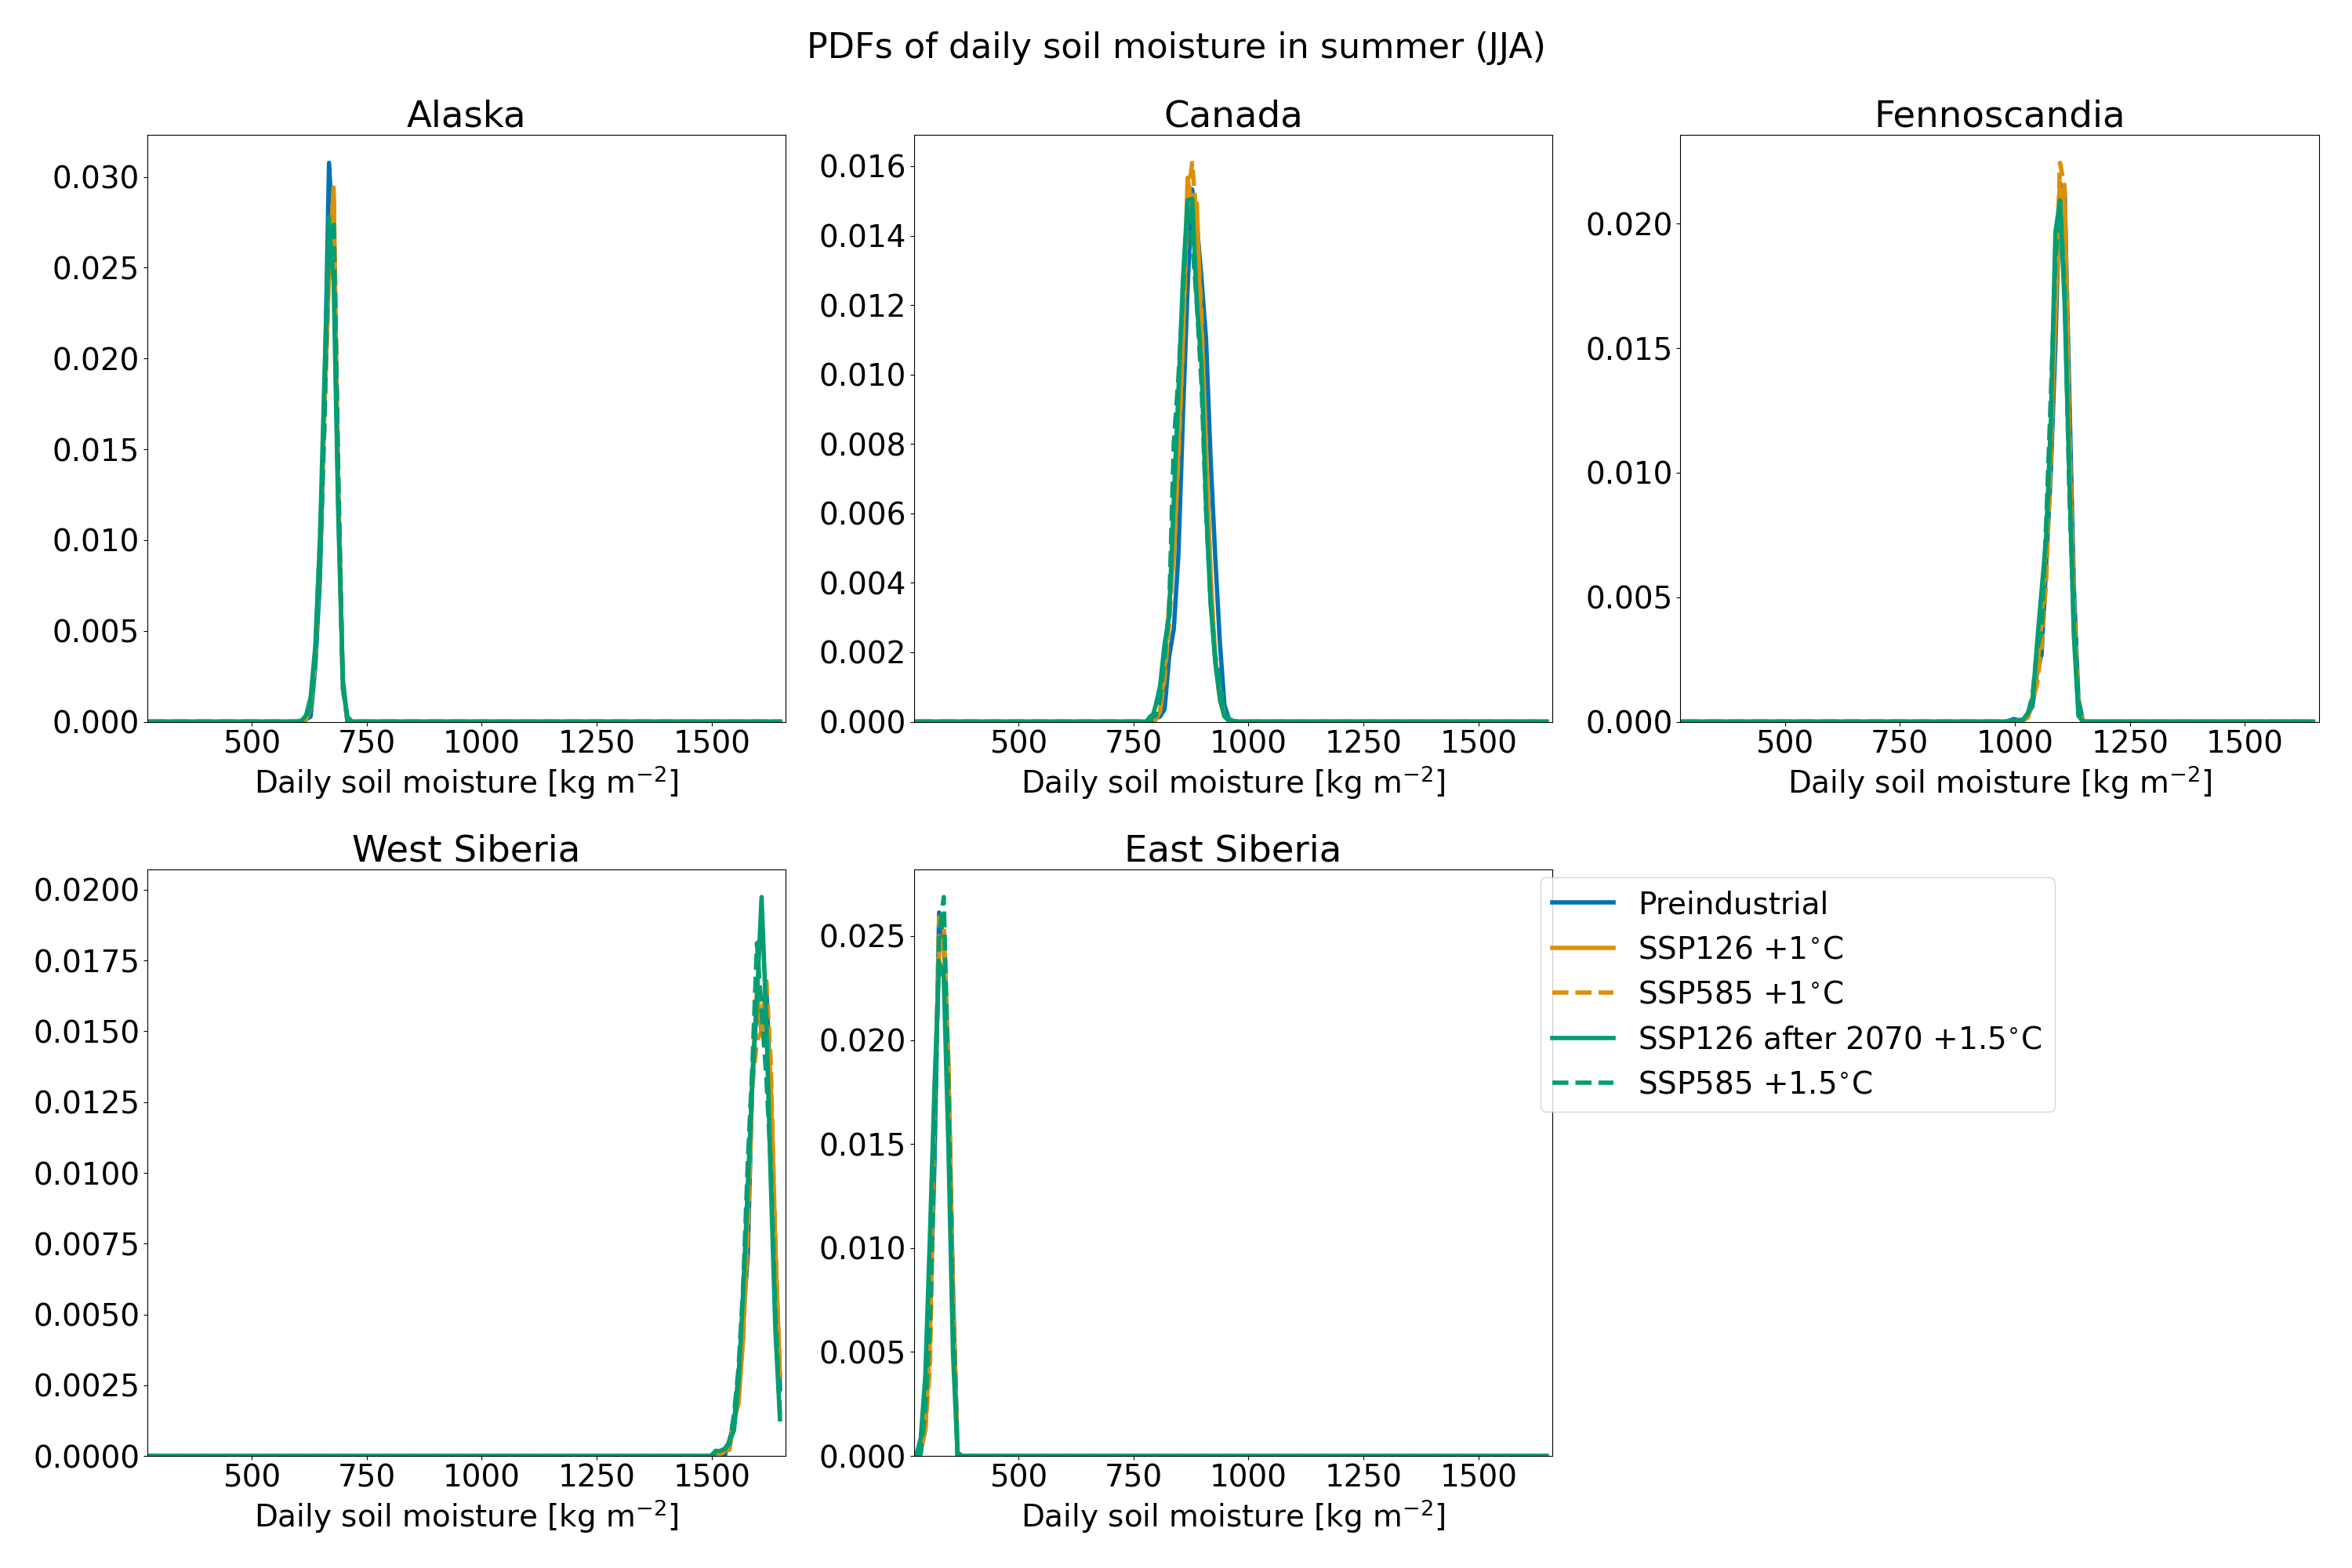 PDFs of daily soil moisture in summer (JJA)
Alaska
0.030
0.025
0.020
0.015
0.010
0.005
0.000
500 750 1000 1250 1500
Daily soil moisture [kg m⁻²]
Canada
0.016
0.014
0.012
0.010
0.008
0.006
0.004
0.002
0.000
500 750 1000 1250 1500
Daily soil moisture [kg m⁻²]
Fennoscandia
0.020
0.015
0.010
0.005
0.000
500 750 1000 1250 1500
Daily soil moisture [kg m⁻²]
West Siberia
0.0200
0.0175
0.0150
0.0125
0.0100
0.0075
0.0050
0.0025
0.0000
500 750 1000 1250 1500
Daily soil moisture [kg m⁻²]
East Siberia
0.025
0.020
0.015
0.010
0.005
0.000
500 750 1000 1250 1500
Daily soil moisture [kg m⁻²]
Preindustrial
SSP126 +1°C
SSP585 +1°C
SSP126 after 2070 +1.5°C
SSP585 +1.5°C